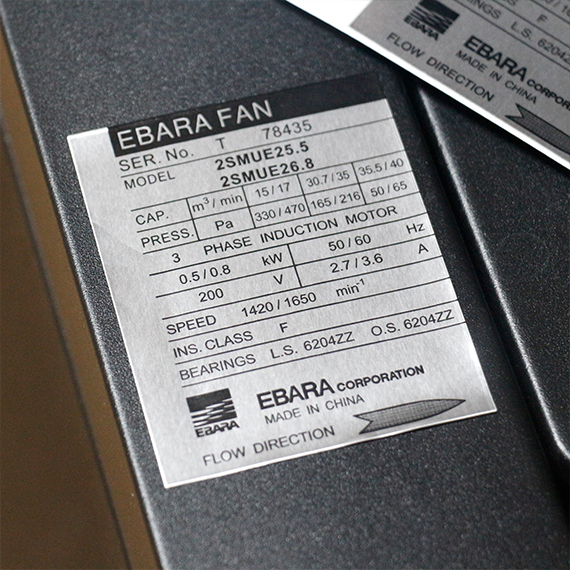 EBARA FAN
SER. No. T 78435
MODEL 2SMUE25.5
2SMUE26.8
CAP. m³/min 15/17 30.7/35 35.5/40
PRESS. Pa 330/470 165/216 50/65
3 PHASE INDUCTION MOTOR
0.5/0.8 kW 50/60 Hz
200 V 2.7/3.6 A
SPEED 1420/1650 min⁻¹
INS. CLASS F
BEARINGS L.S. 6204ZZ O.S. 6204ZZ
EBARA
EBARA CORPORATION
MADE IN CHINA
FLOW DIRECTION
F
BEARINGS L.S. 6204Z
EBARA
EBARA CORPOR
MADE IN CHINA
FLOW DIRECTION